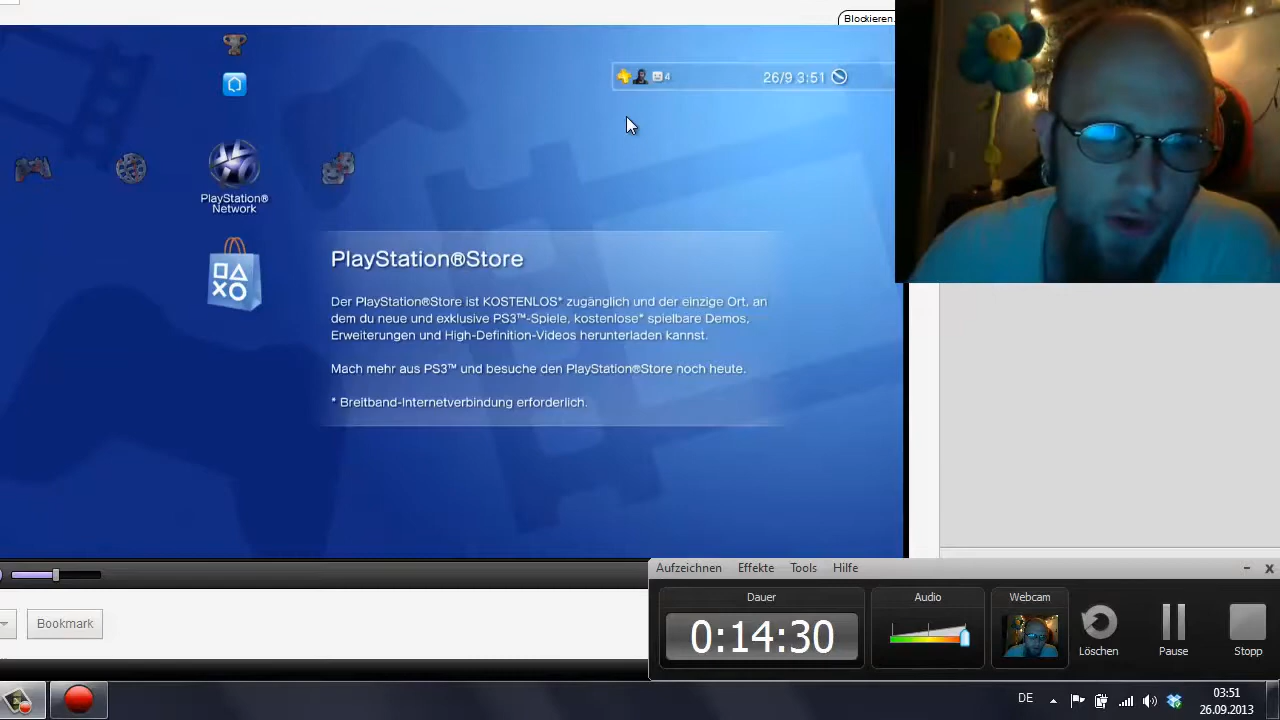 Blockieren.
4
26/9 3:51
PlayStation®
Network
PlayStation®Store
Der PlayStation®Store ist KOSTENLOS* zugänglich und der einzige Ort, an
dem du neue und exklusive PS3™-Spiele, kostenlose* spielbare Demos,
Erweiterungen und High-Definition-Videos herunterladen kannst.
Mach mehr aus PS3™ und besuche den PlayStation®Store noch heute.
* Breitband-Internetverbindung erforderlich.
Bookmark
Aufzeichnen Effekte Tools Hilfe
Dauer
0:14:30
Audio
Webcam
Löschen
Pause
Stopp
DE
03:51
26.09.2013